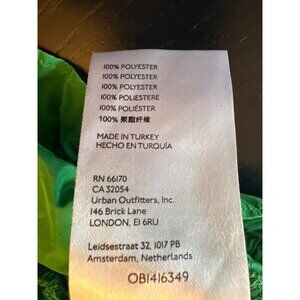 100% POLYESTER
100% POLYESTER
100% POLYESTER
100% POLIESTERE
100% POLIÉSTER
100% 聚酯纤维
MADE IN TURKEY
HECHO EN TURQUÍA
RN 66170
CA 32054
Urban Outfitters, Inc.
146 Brick Lane
LONDON, E1 6RU
Leidsestraat 32, 1017 PB
Amsterdam, Netherlands
OB1416349